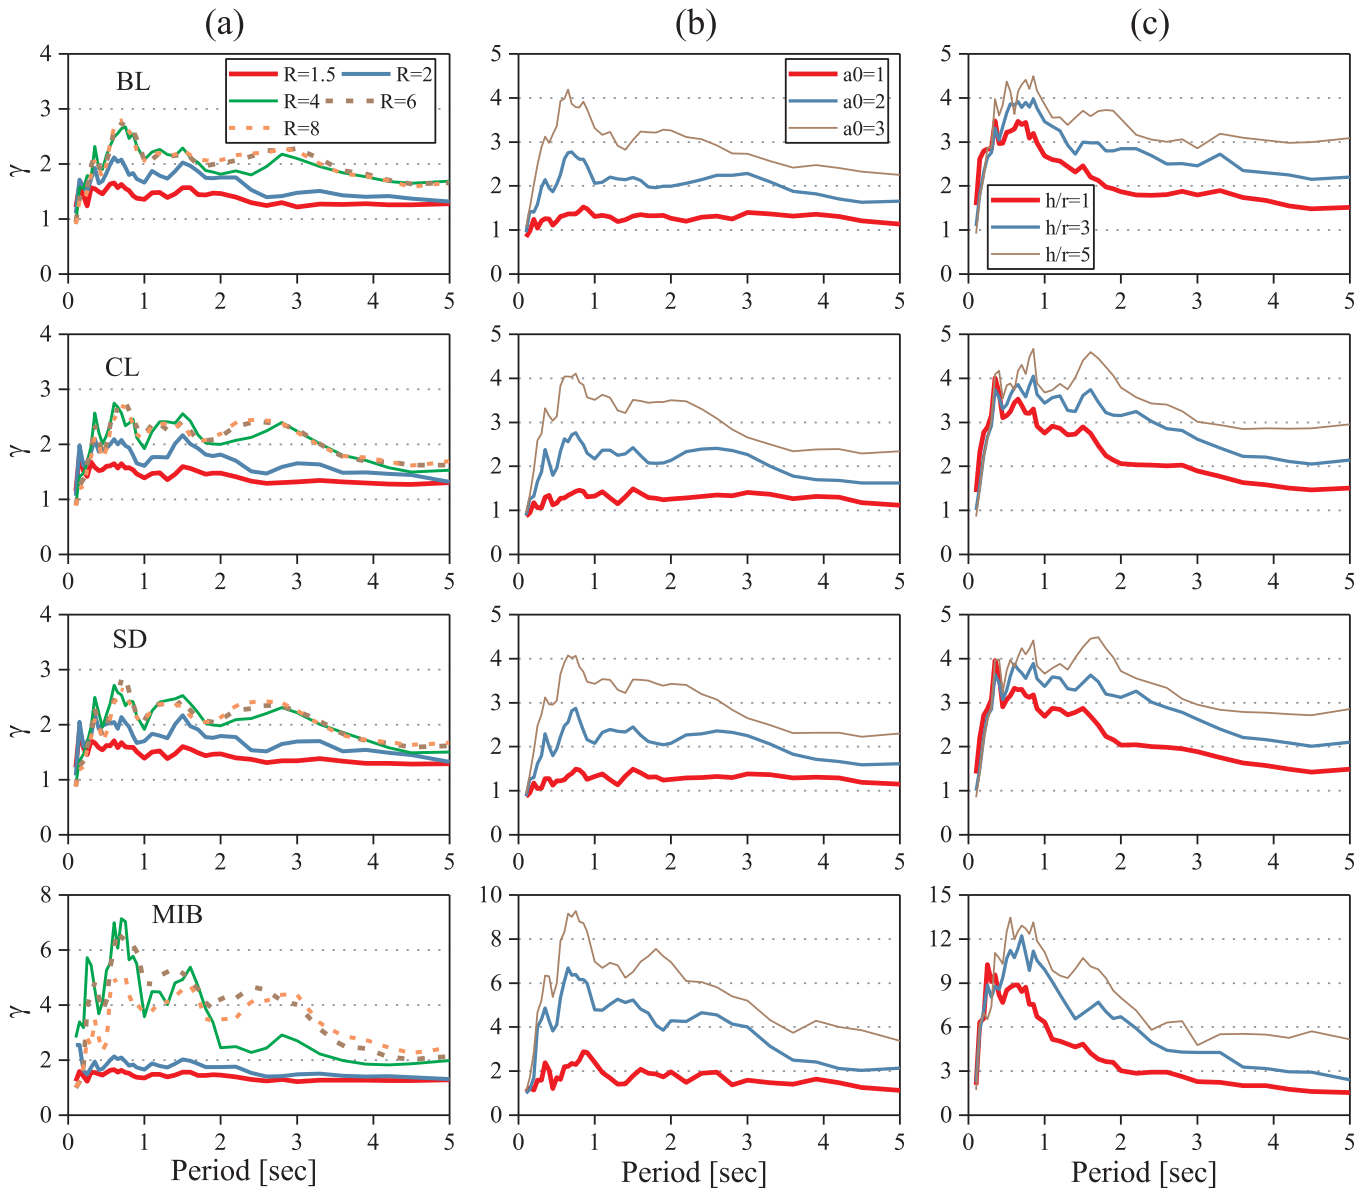 (a) (b) (c)
4 3 2 1 0
γ
BL
R=1.5 R=2
R=4 R=6
R=8
0 1 2 3 4 5
5 4 3 2 1 0
a0=1
a0=2
a0=3
0 1 2 3 4 5
5 4 3 2 1 0
h/r=1
h/r=3
h/r=5
0 1 2 3 4 5
4 3 2 1 0
γ
CL
0 1 2 3 4 5
5 4 3 2 1 0
0 1 2 3 4 5
5 4 3 2 1 0
0 1 2 3 4 5
4 3 2 1 0
γ
SD
0 1 2 3 4 5
5 4 3 2 1 0
0 1 2 3 4 5
5 4 3 2 1 0
0 1 2 3 4 5
8 6 4 2 0
γ
MIB
0 1 2 3 4 5
Period [sec]
10 8 6 4 2 0
0 1 2 3 4 5
Period [sec]
15 12 9 6 3 0
0 1 2 3 4 5
Period [sec]